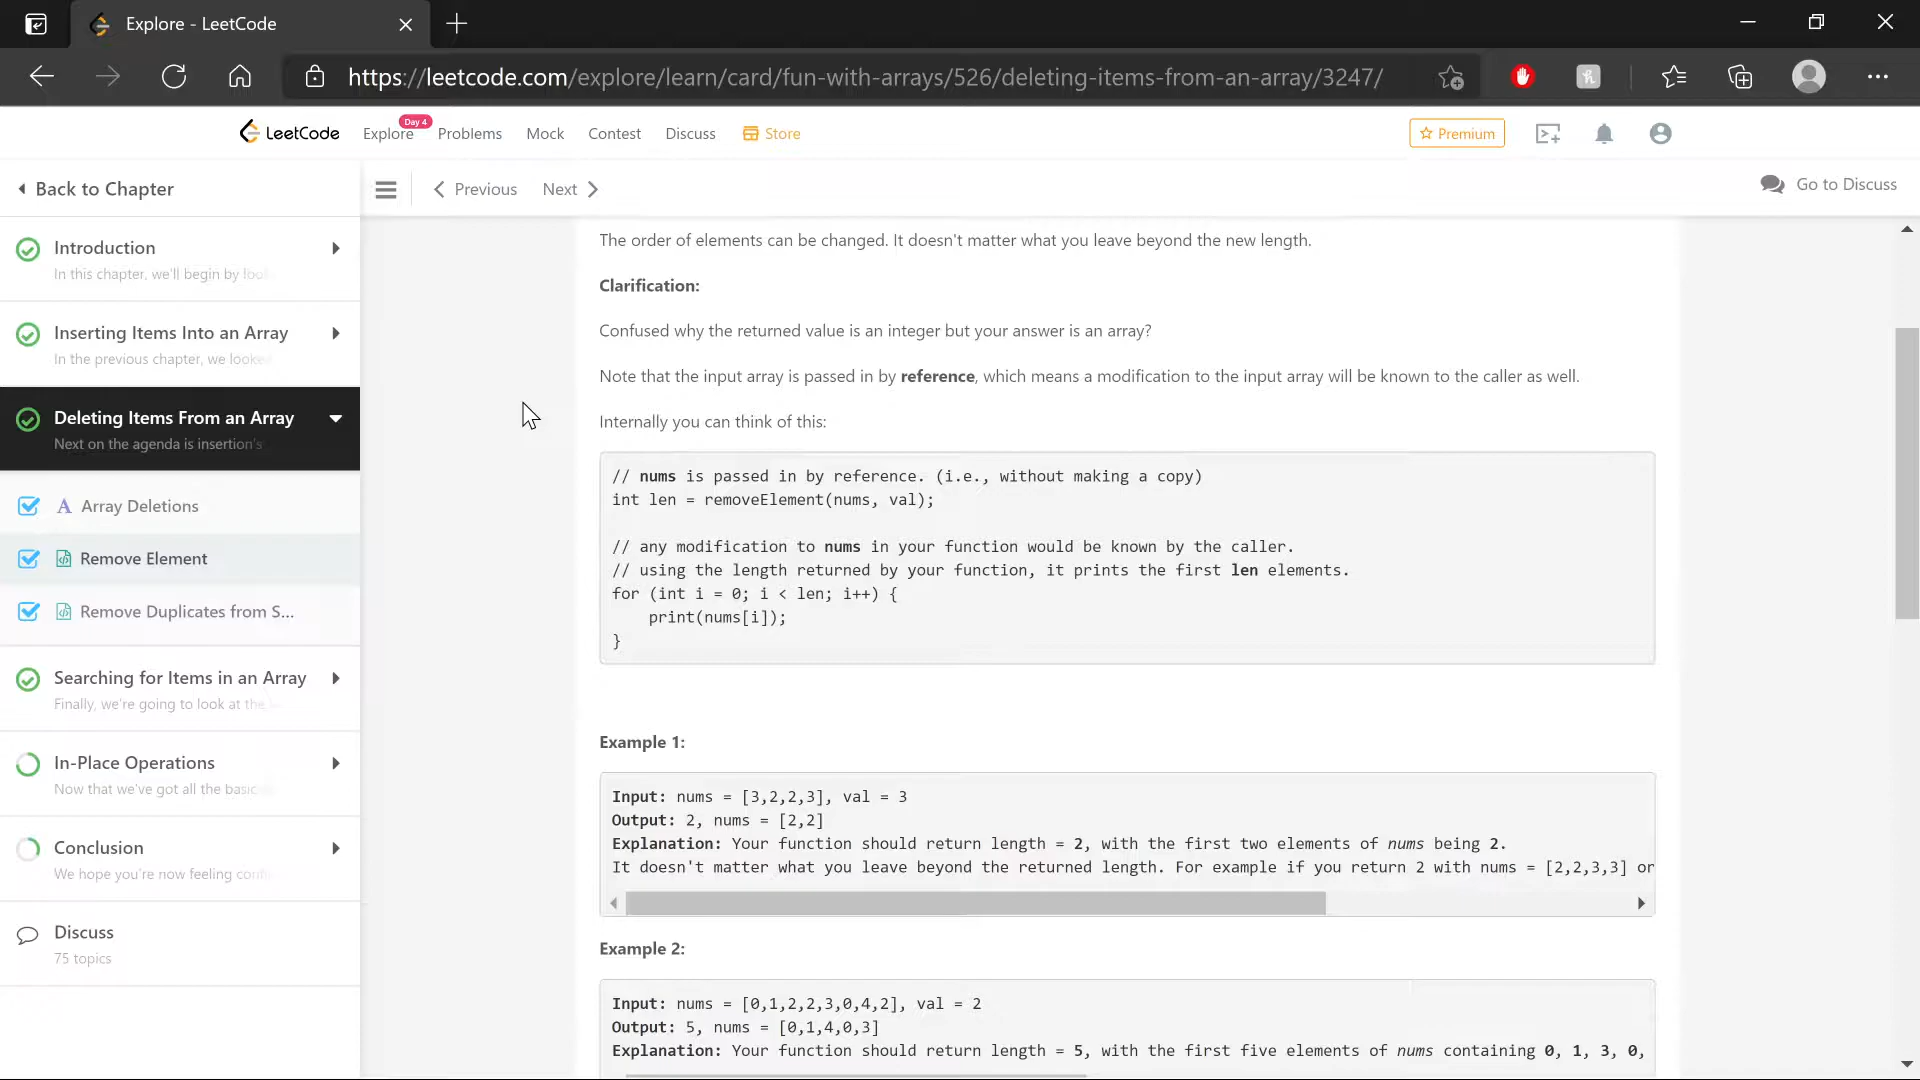 Explore - LeetCode
https://leetcode.com/explore/learn/card/fun-with-arrays/526/deleting-items-from-an-array/3247/
LeetCode Explore Day 4 Problems Mock Contest Discuss Store Premium
Back to Chapter
Previous Next Go to Discuss
Introduction
In this chapter, we'll begin by look
Inserting Items Into an Array
In the previous chapter, we looked
Deleting Items From an Array
Next on the agenda is insertion's
Array Deletions
Remove Element
Remove Duplicates from S...
Searching for Items in an Array
Finally, we're going to look at the
In-Place Operations
Now that we've got all the basic
Conclusion
We hope you're now feeling conf
Discuss
75 topics
The order of elements can be changed. It doesn't matter what you leave beyond the new length.
Clarification:
Confused why the returned value is an integer but your answer is an array?
Note that the input array is passed in by reference, which means a modification to the input array will be known to the caller as well.
Internally you can think of this:
// nums is passed in by reference. (i.e., without making a copy)
int len = removeElement(nums, val);
// any modification to nums in your function would be known by the caller.
// using the length returned by your function, it prints the first len elements.
for (int i = 0; i < len; i++) {
    print(nums[i]);
}
Example 1:
Input: nums = [3,2,2,3], val = 3
Output: 2, nums = [2,2]
Explanation: Your function should return length = 2, with the first two elements of nums being 2.
It doesn't matter what you leave beyond the returned length. For example if you return 2 with nums = [2,2,3,3] or
Example 2:
Input: nums = [0,1,2,2,3,0,4,2], val = 2
Output: 5, nums = [0,1,4,0,3]
Explanation: Your function should return length = 5, with the first five elements of nums containing 0, 1, 3, 0,